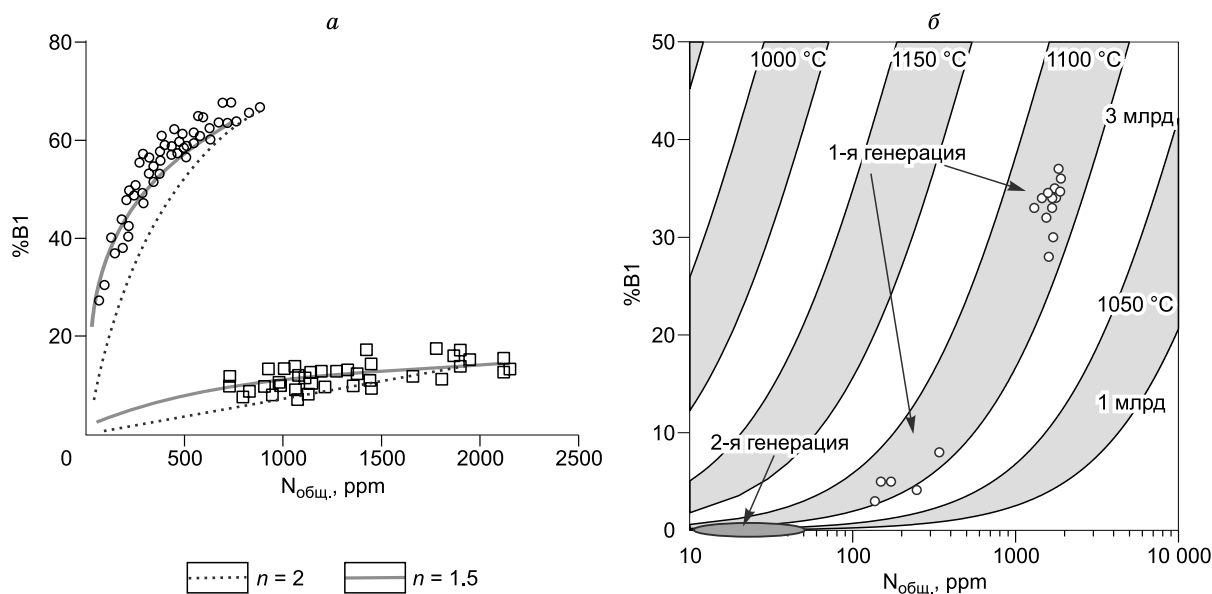 а
80
60
40
20
0
500
1000
1500
2000
2500
%B1
Nобщ., ppm
n = 2
n = 1.5
б
50
40
30
20
10
0
10
100
1000
10 000
%B1
Nобщ., ppm
1000 °C
1150 °C
1100 °C
3 млрд
1-я генерация
1050 °C
1 млрд
2-я генерация